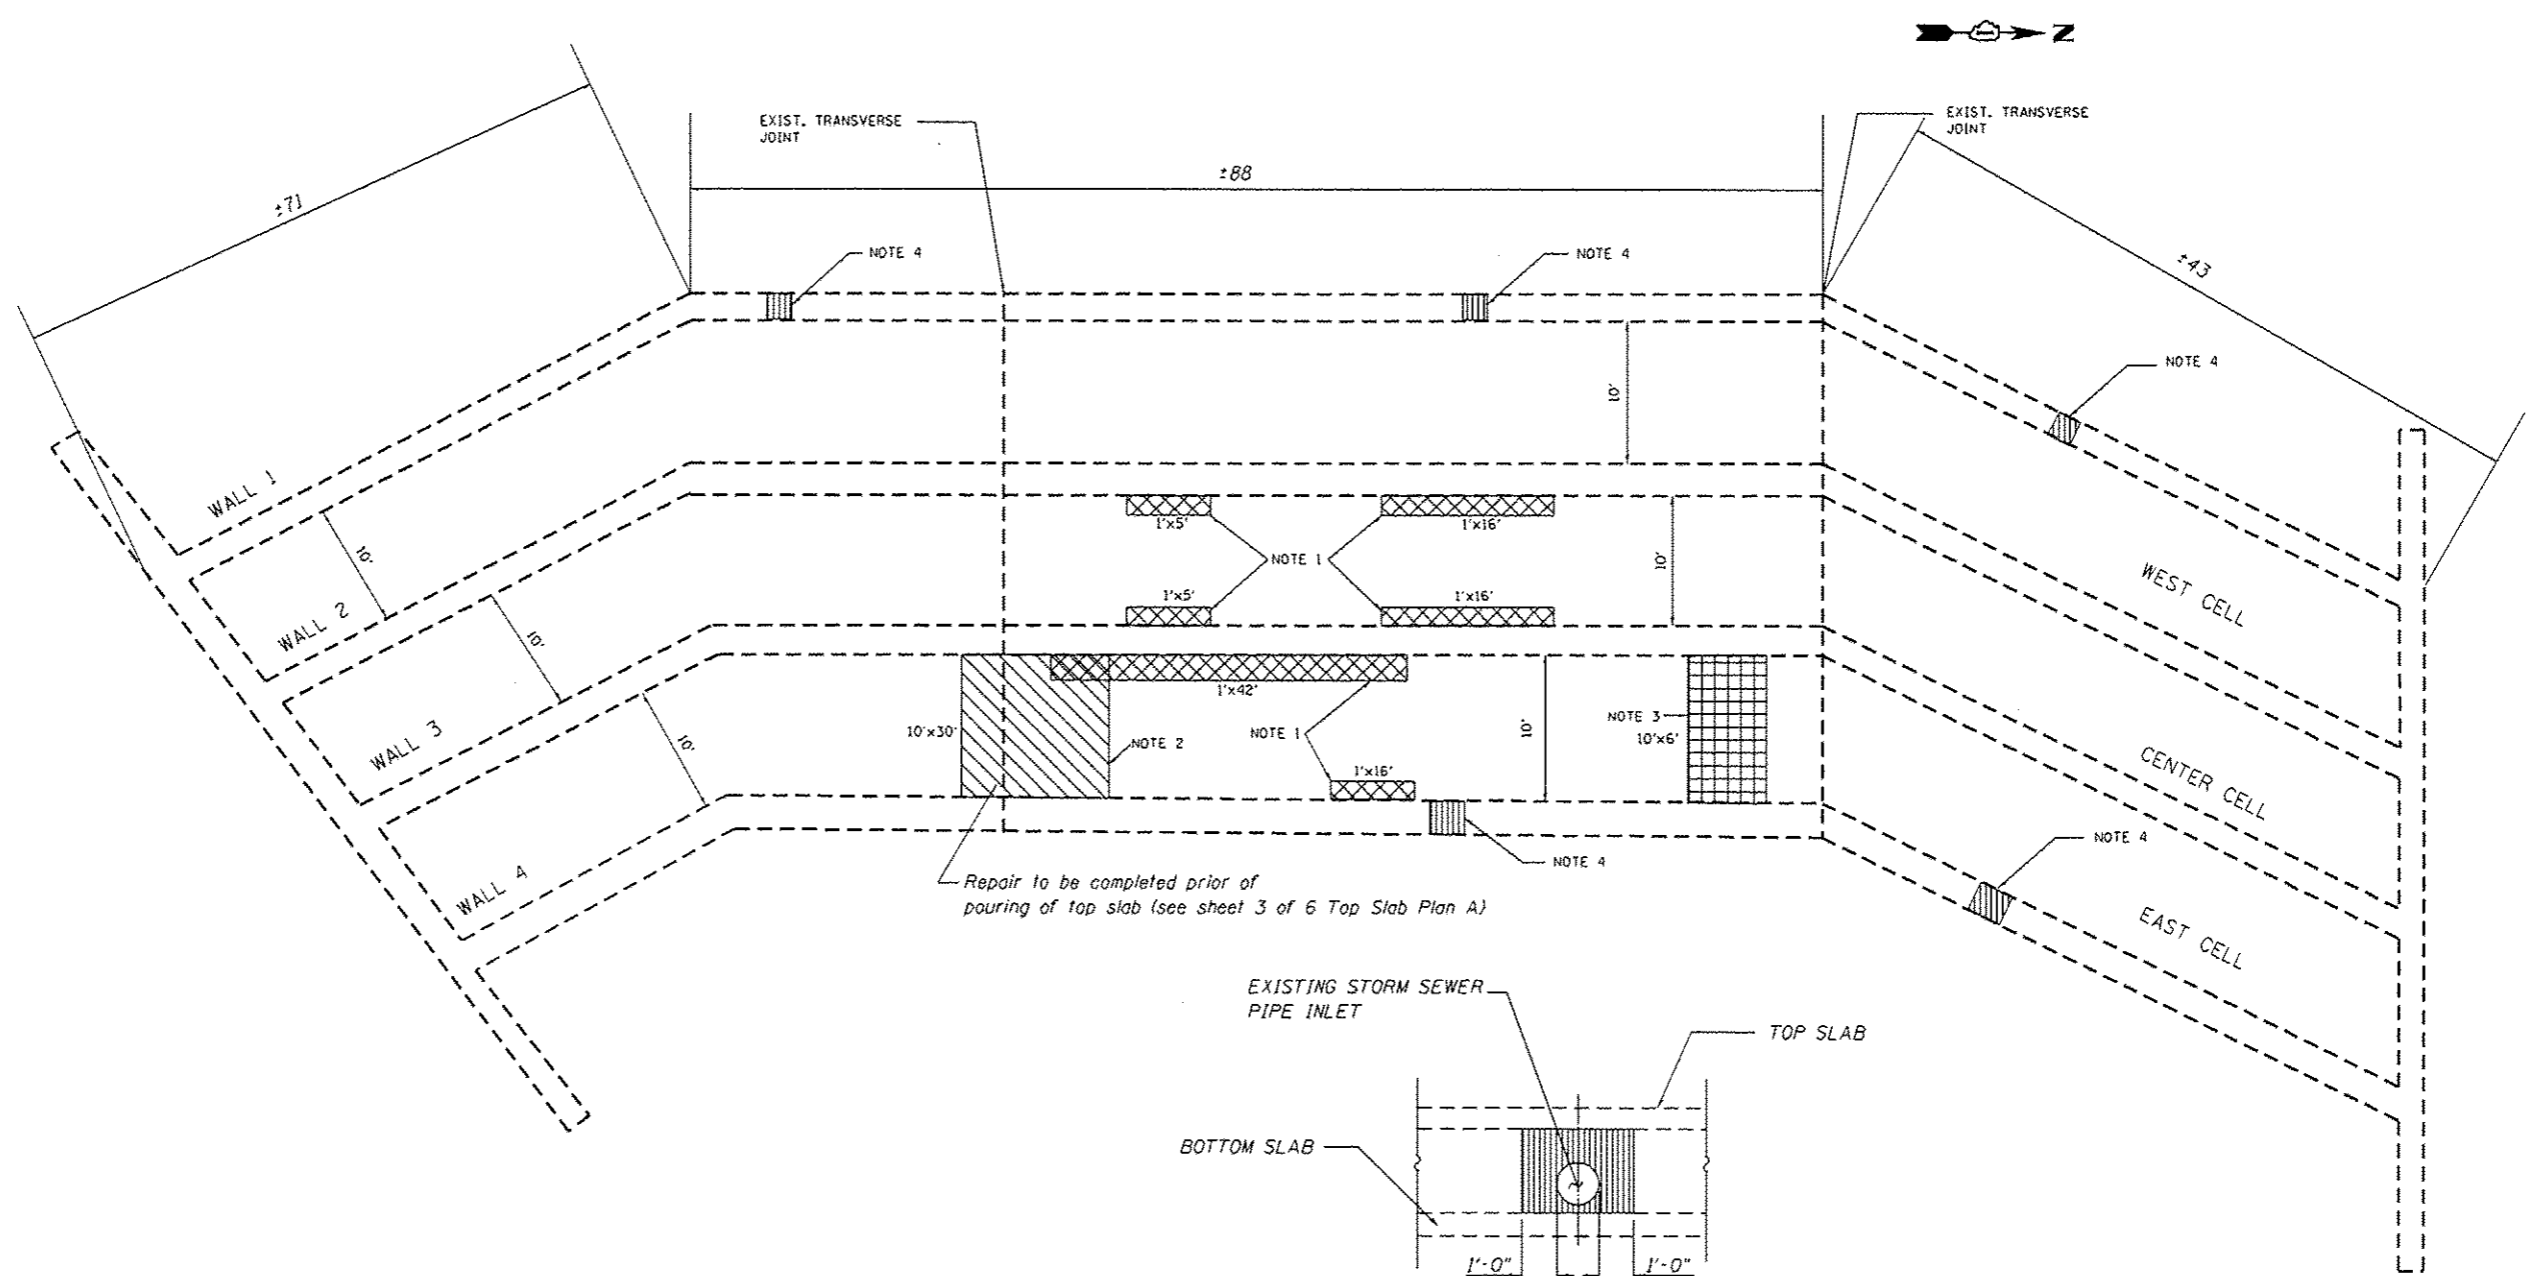 N
EXIST. TRANSVERSE
JOINT
EXIST. TRANSVERSE
JOINT
±88
±71
±43
NOTE 4
NOTE 4
NOTE 4
10'
WALL 1
10'
1'x5'
1'x16'
NOTE 1
10'
WEST CELL
WALL 2
10'
1'x5'
1'x16'
WALL 3
10'
10'x30'
1'x42'
NOTE 2
NOTE 1
10'
NOTE 3
10'x6'
1'x16'
CENTER CELL
WALL 4
NOTE 4
NOTE 4
EAST CELL
Repair to be completed prior of
pouring of top slab (see sheet 3 of 6 Top Slab Plan A)
EXISTING STORM SEWER
PIPE INLET
TOP SLAB
BOTTOM SLAB
1'-0"
1'-0"